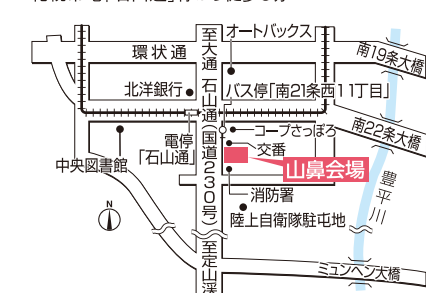 至大通
オートバックス
環状通
南19条大橋
北洋銀行
石山通(国道230号)
バス停「南21条西11丁目」
コープさっぽろ
南22条大橋
電停
「石山通」
交番
中央図書館
山鼻会場
豊平川
消防署
陸上自衛隊駐屯地
N
至定山渓
ミュンヘン大橋